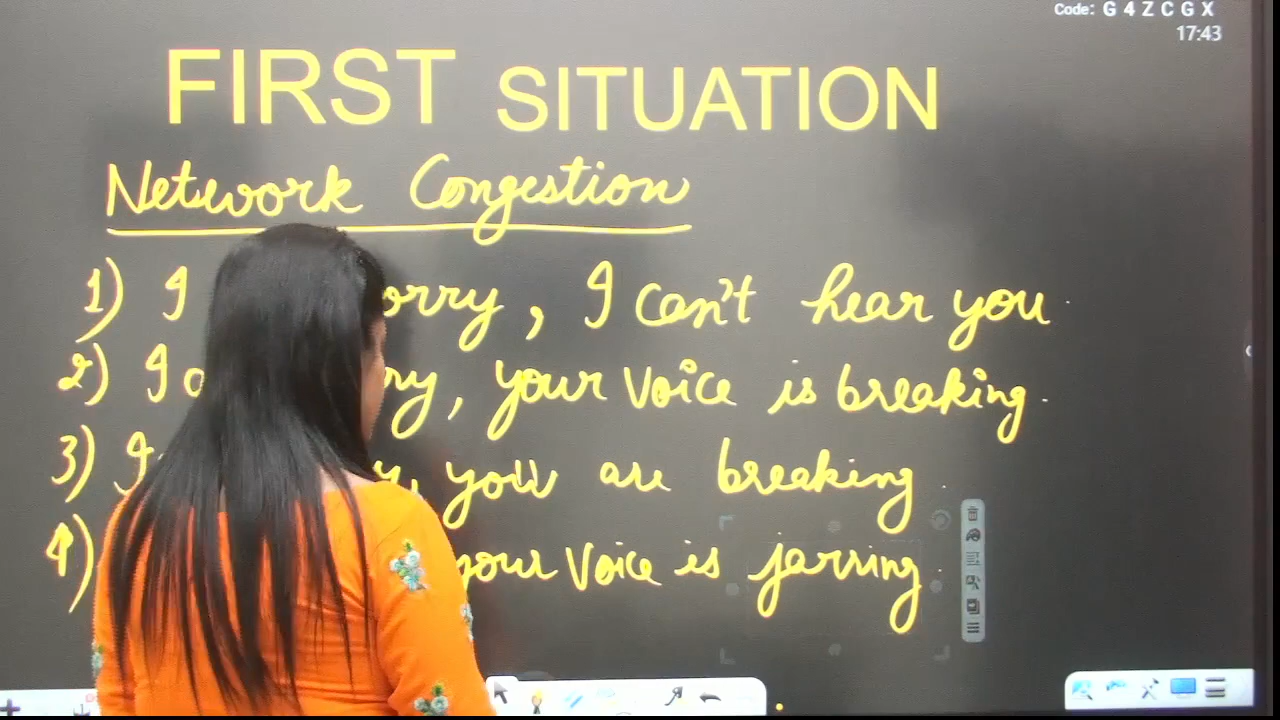 Code: G4ZCGX
17:43
FIRST SITUATION
Network Congestion
1) I orry, I can't hear you.
2) I a ry, your voice is breaking.
3) I y, you are breaking.
4) your voice is jarring.